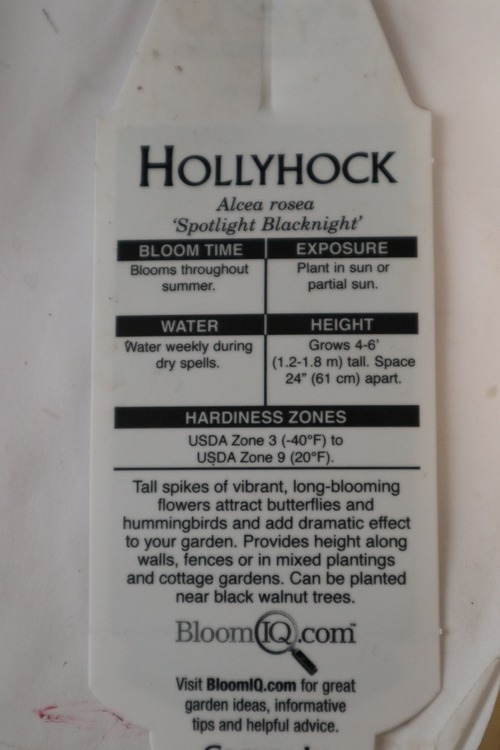 HOLLYHOCK
Alcea rosea
‘Spotlight Blacknight’
BLOOM TIME
Blooms throughout
summer.
EXPOSURE
Plant in sun or
partial sun.
WATER
Water weekly during
dry spells.
HEIGHT
Grows 4-6'
(1.2-1.8 m) tall. Space
24" (61 cm) apart.
HARDINESS ZONES
USDA Zone 3 (-40°F) to
USDA Zone 9 (20°F).
Tall spikes of vibrant, long-blooming
flowers attract butterflies and
hummingbirds and add dramatic effect
to your garden. Provides height along
walls, fences or in mixed plantings
and cottage gardens. Can be planted
near black walnut trees.
BloomIQ.com™
Visit BloomIQ.com for great
garden ideas, informative
tips and helpful advice.